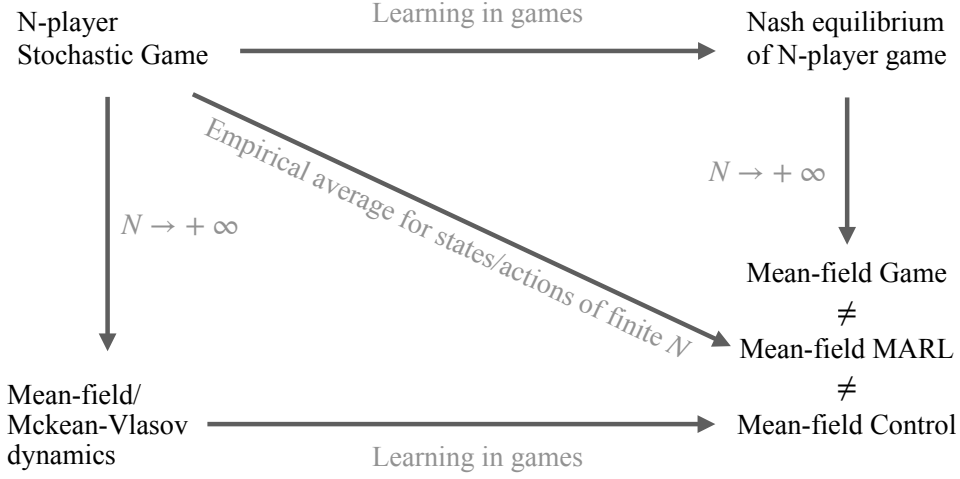 N-player
Stochastic Game
Learning in games
Nash equilibrium
of N-player game
Empirical average for states/actions of finite N
N → + ∞
N → + ∞
Mean-field Game
≠
Mean-field MARL
≠
Mean-field Control
Mean-field/
Mckean-Vlasov
dynamics
Learning in games